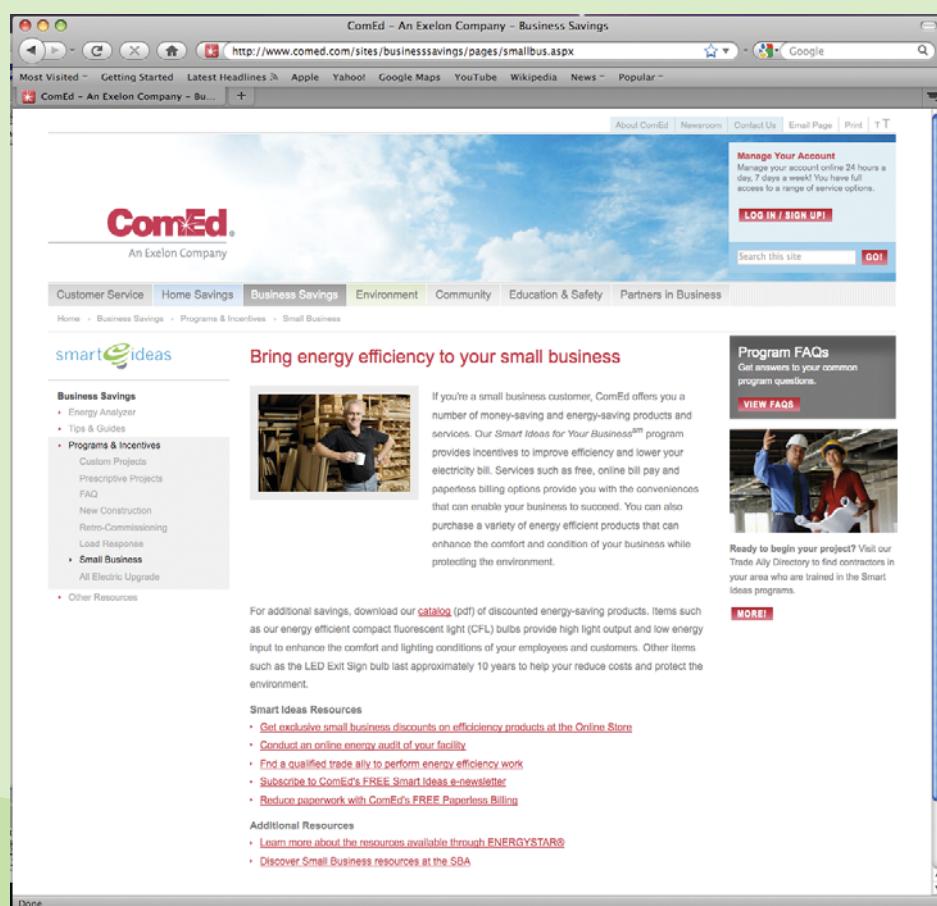 ComEd - An Exelon Company - Business Savings
http://www.comed.com/sites/businesssavings/pages/smallbus.aspx
Google
Most Visited
Getting Started
Latest Headlines
Apple
Yahoo!
Google Maps
YouTube
Wikipedia
News
Popular
ComEd - An Exelon Company - Bu...
+
About ComEd
Newsroom
Contact Us
Email Page
Print
T T
Manage Your Account
Manage your account online 24 hours a
day, 7 days a week! You have full
access to a range of service options.
LOG IN / SIGN UP!
Search this site
GO!
ComEd.
An Exelon Company
Customer Service
Home Savings
Business Savings
Environment
Community
Education & Safety
Partners in Business
Home
Business Savings
Programs & Incentives
Small Business
smart e ideas
Business Savings
Energy Analyzer
Tips & Guides
Programs & Incentives
Custom Projects
Prescriptive Projects
FAQ
New Construction
Retro-Commissioning
Load Response
Small Business
All Electric Upgrade
Other Resources
Bring energy efficiency to your small business
If you're a small business customer, ComEd offers you a
number of money-saving and energy-saving products and
services. Our Smart Ideas for Your Business℠ program
provides incentives to improve efficiency and lower your
electricity bill. Services such as free, online bill pay and
paperless billing options provide you with the conveniences
that can enable your business to succeed. You can also
purchase a variety of energy efficient products that can
enhance the comfort and condition of your business while
protecting the environment.
For additional savings, download our catalog (pdf) of discounted energy-saving products. Items such
as our energy efficient compact fluorescent light (CFL) bulbs provide high light output and low energy
input to enhance the comfort and lighting conditions of your employees and customers. Other items
such as the LED Exit Sign bulb last approximately 10 years to help your reduce costs and protect the
environment.
Smart Ideas Resources
Get exclusive small business discounts on efficiciency products at the Online Store
Conduct an online energy audit of your facility
Fnd a qualified trade ally to perform energy efficiency work
Subscribe to ComEd's FREE Smart Ideas e-newsletter
Reduce paperwork with ComEd's FREE Paperless Billing
Additional Resources
Learn more about the resources available through ENERGYSTAR®
Discover Small Business resources at the SBA
Program FAQs
Get answers to your common
program questions.
VIEW FAQS
Ready to begin your project? Visit our
Trade Ally Directory to find contractors in
your area who are trained in the Smart
Ideas programs.
MORE!
Done